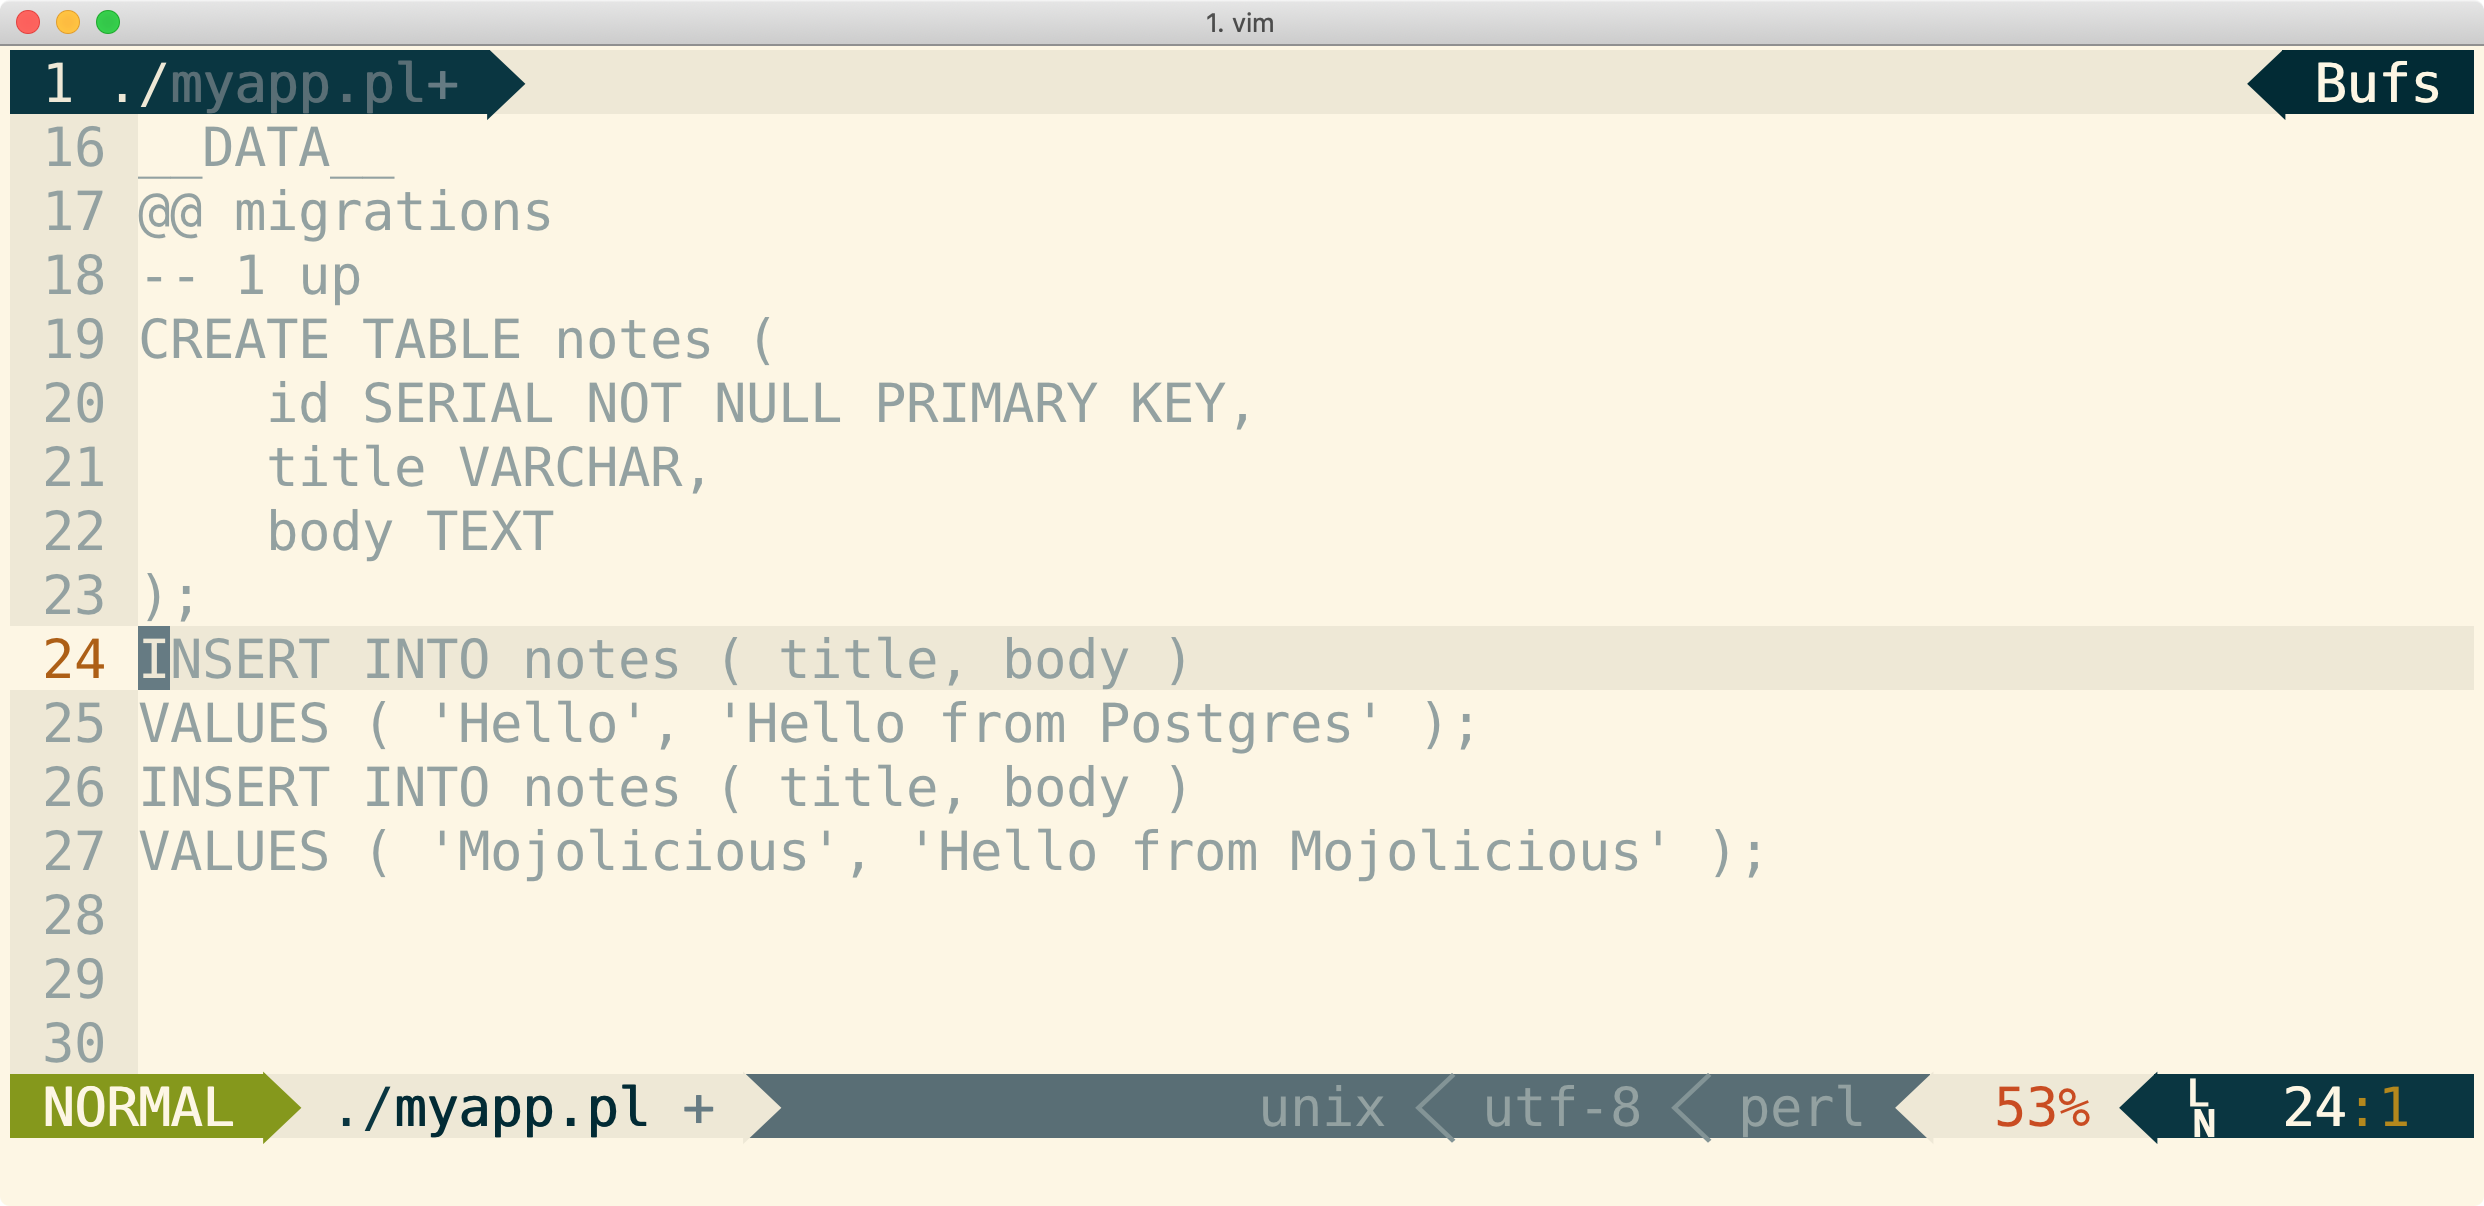 1. vim
1 ./myapp.pl+ Bufs
16 __DATA__
17 @@ migrations
18 -- 1 up
19 CREATE TABLE notes (
20     id SERIAL NOT NULL PRIMARY KEY,
21     title VARCHAR,
22     body TEXT
23 );
24 INSERT INTO notes ( title, body )
25 VALUES ( 'Hello', 'Hello from Postgres' );
26 INSERT INTO notes ( title, body )
27 VALUES ( 'Mojolicious', 'Hello from Mojolicious' );
28
29
30
NORMAL ./myapp.pl + unix utf-8 perl 53% LN 24:1